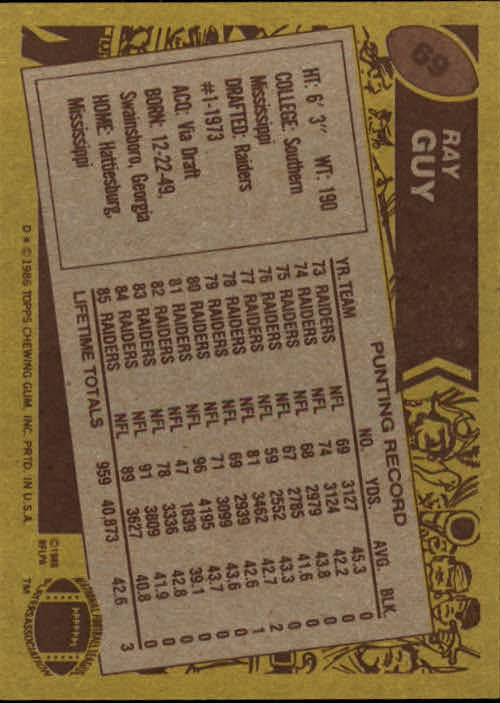 69
RAY
GUY
HT: 6' 3" WT: 190
COLLEGE: Southern
Mississippi
DRAFTED: Raiders
#1-1973
ACQ: Via Draft
BORN: 12-22-49,
Swainsboro, Georgia
HOME: Hattiesburg,
Mississippi
PUNTING RECORD
YR. TEAM NO. YDS. AVG. BLK.
73 RAIDERS NFL 69 3127 45.3 0
74 RAIDERS NFL 74 3124 42.2 0
75 RAIDERS NFL 68 2979 43.8 0
76 RAIDERS NFL 67 2785 41.6 0
77 RAIDERS NFL 59 2552 43.3 0
78 RAIDERS NFL 81 3462 42.7 2
79 RAIDERS NFL 69 2939 42.6 1
80 RAIDERS NFL 71 3099 43.6 0
81 RAIDERS NFL 96 4195 43.7 0
82 RAIDERS NFL 47 1839 39.1 0
83 RAIDERS NFL 78 3336 42.8 0
84 RAIDERS NFL 91 3809 41.9 0
85 RAIDERS NFL 89 3627 40.8 0
LIFETIME TOTALS 959 40,873 42.6 3
D * © 1986 TOPPS CHEWING GUM, INC. PRTD. IN U.S.A.
© 1986
NFLPA
NATIONAL FOOTBALL LEAGUE
PLAYERS ASSOCIATION
TM